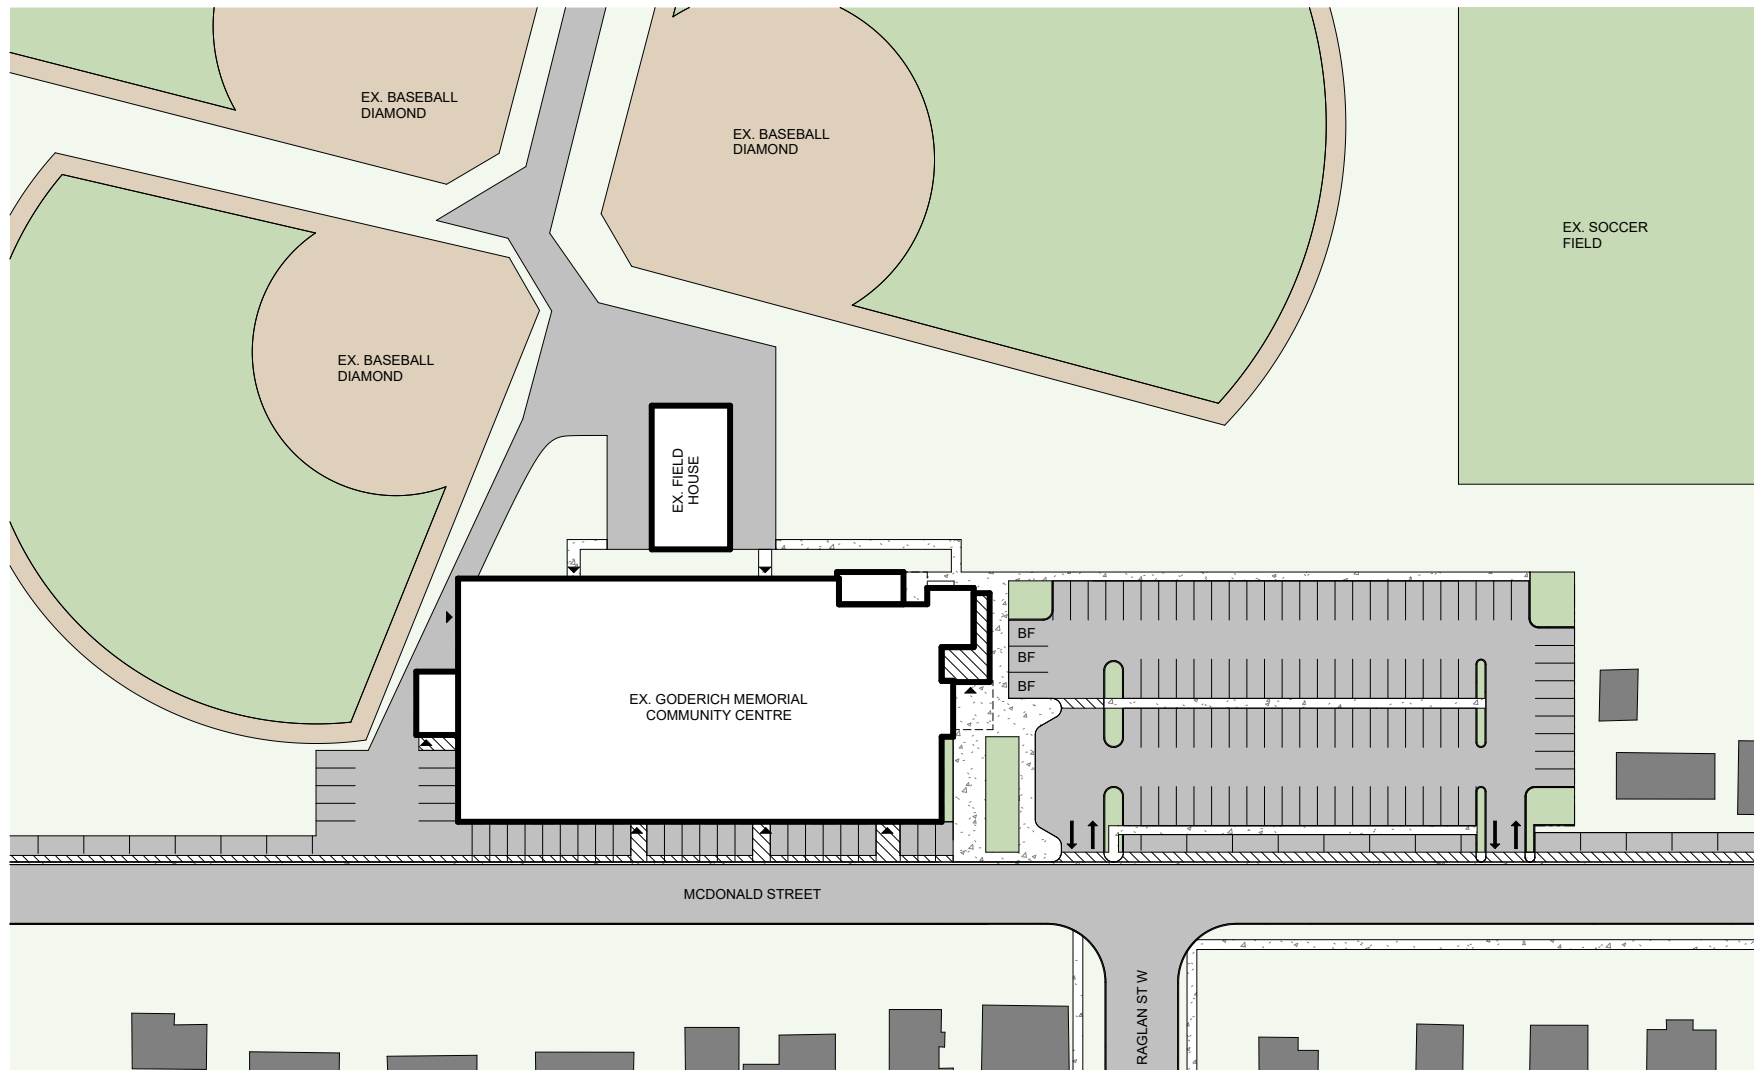 EX. BASEBALL
DIAMOND
EX. BASEBALL
DIAMOND
EX. SOCCER
FIELD
EX. BASEBALL
DIAMOND
EX. FIELD
HOUSE
BF
BF
BF
EX. GODERICH MEMORIAL
COMMUNITY CENTRE
MCDONALD STREET
RAGLAN ST W